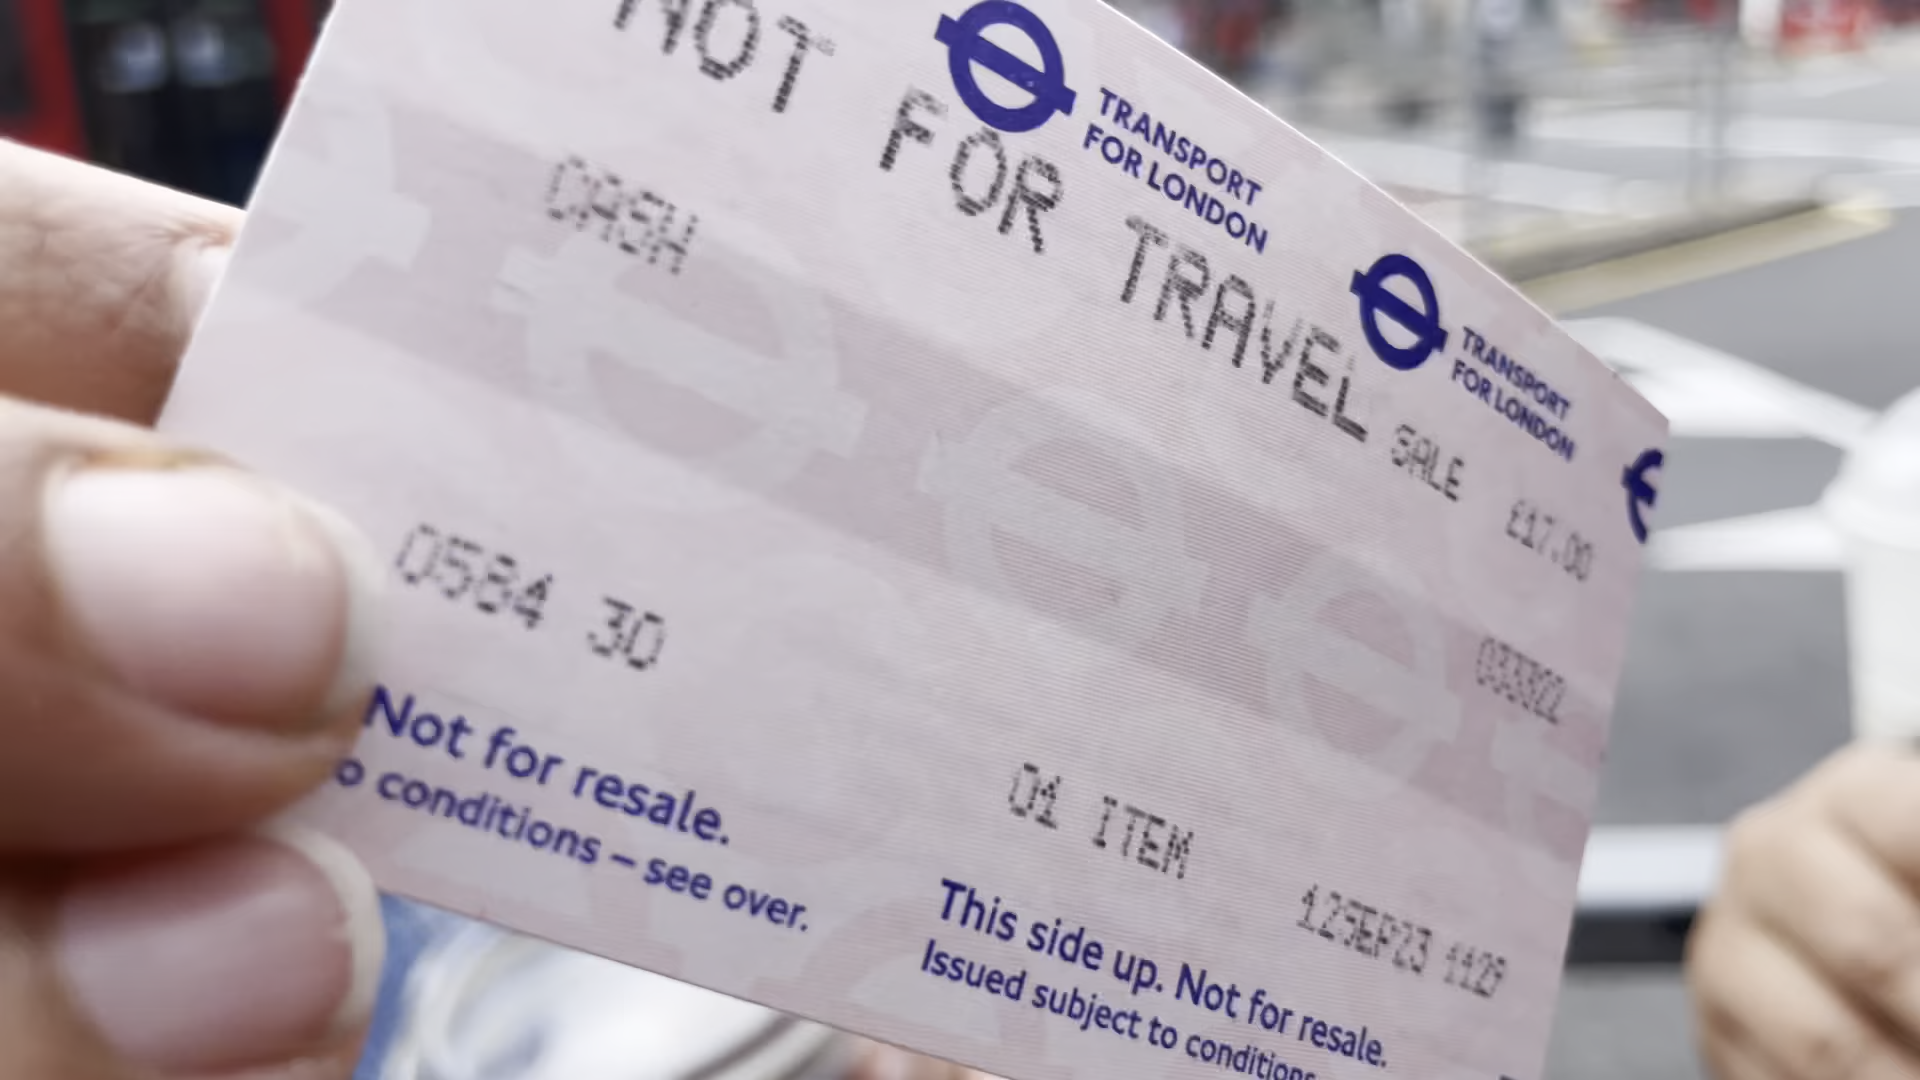 NOT FOR TRAVEL
TRANSPORT
FOR LONDON
TRANSPORT
FOR LONDON
CASH
SALE £17.00
0584 30
033322
01 ITEM
12SEP23 1129
Not for resale.
o conditions – see over.
This side up. Not for resale.
Issued subject to conditions